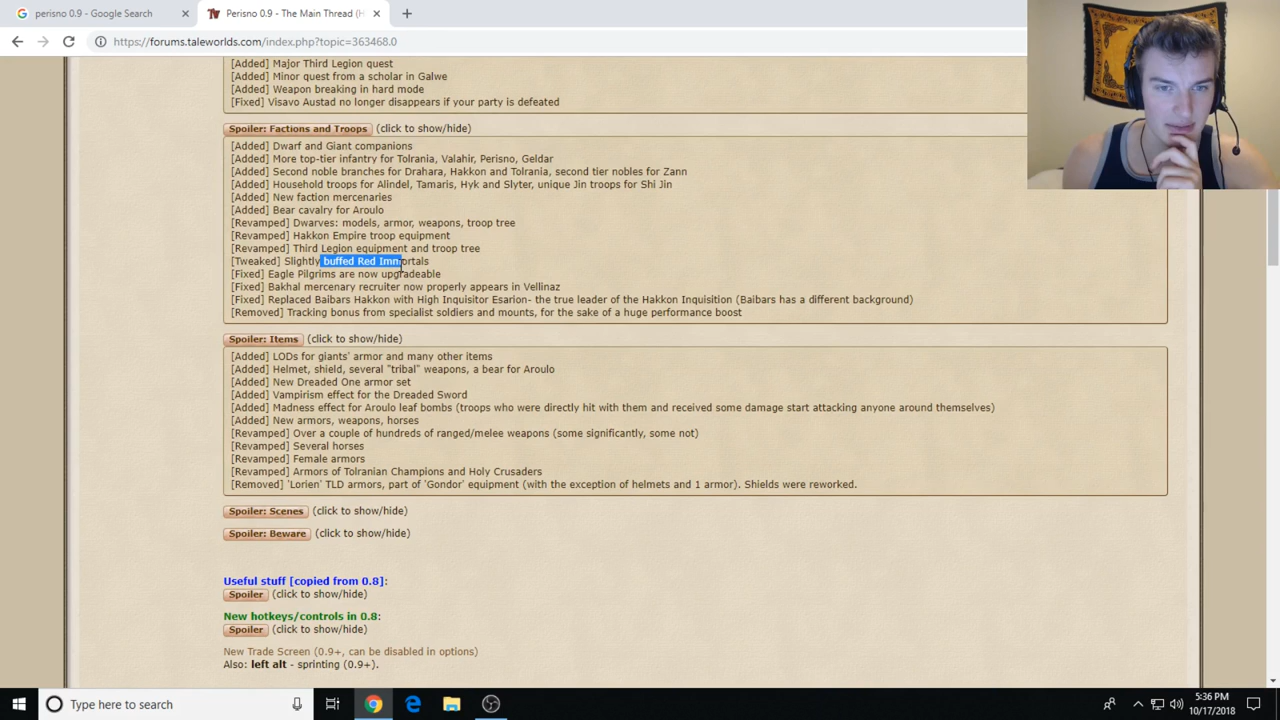 perisno 0.9 - Google Search
Perisno 0.9 - The Main Thread (H
https://forums.taleworlds.com/index.php?topic=363468.0
[Added] Major Third Legion quest
[Added] Minor quest from a scholar in Galwe
[Added] Weapon breaking in hard mode
[Fixed] Visavo Austad no longer disappears if your party is defeated
Spoiler: Factions and Troops (click to show/hide)
[Added] Dwarf and Giant companions
[Added] More top-tier infantry for Tolrania, Valahir, Perisno, Geldar
[Added] Second noble branches for Drahara, Hakkon and Tolrania, second tier nobles for Zann
[Added] Household troops for Alindel, Tamaris, Hyk and Slyter, unique Jin troops for Shi Jin
[Added] New faction mercenaries
[Added] Bear cavalry for Aroulo
[Revamped] Dwarves: models, armor, weapons, troop tree
[Revamped] Hakkon Empire troop equipment
[Revamped] Third Legion equipment and troop tree
[Tweaked] Slightly buffed Red Immortals
[Fixed] Eagle Pilgrims are now upgradeable
[Fixed] Bakhal mercenary recruiter now properly appears in Vellinaz
[Fixed] Replaced Baibars Hakkon with High Inquisitor Esarion- the true leader of the Hakkon Inquisition (Baibars has a different background)
[Removed] Tracking bonus from specialist soldiers and mounts, for the sake of a huge performance boost
Spoiler: Items (click to show/hide)
[Added] LODs for giants' armor and many other items
[Added] Helmet, shield, several "tribal" weapons, a bear for Aroulo
[Added] New Dreaded One armor set
[Added] Vampirism effect for the Dreaded Sword
[Added] Madness effect for Aroulo leaf bombs (troops who were directly hit with them and received some damage start attacking anyone around themselves)
[Added] New armors, weapons, horses
[Revamped] Over a couple of hundreds of ranged/melee weapons (some significantly, some not)
[Revamped] Several horses
[Revamped] Female armors
[Revamped] Armors of Tolranian Champions and Holy Crusaders
[Removed] 'Lorien' TLD armors, part of 'Gondor' equipment (with the exception of helmets and 1 armor). Shields were reworked.
Spoiler: Scenes (click to show/hide)
Spoiler: Beware (click to show/hide)
Useful stuff [copied from 0.8]:
Spoiler (click to show/hide)
New hotkeys/controls in 0.8:
Spoiler (click to show/hide)
New Trade Screen (0.9+, can be disabled in options)
Also: left alt - sprinting (0.9+).
Type here to search
5:36 PM
10/17/2018